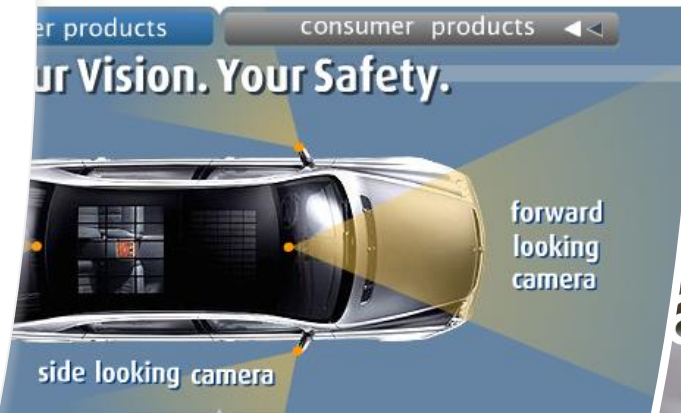 er products
consumer products
ur Vision. Your Safety.
forward
looking
camera
side looking camera